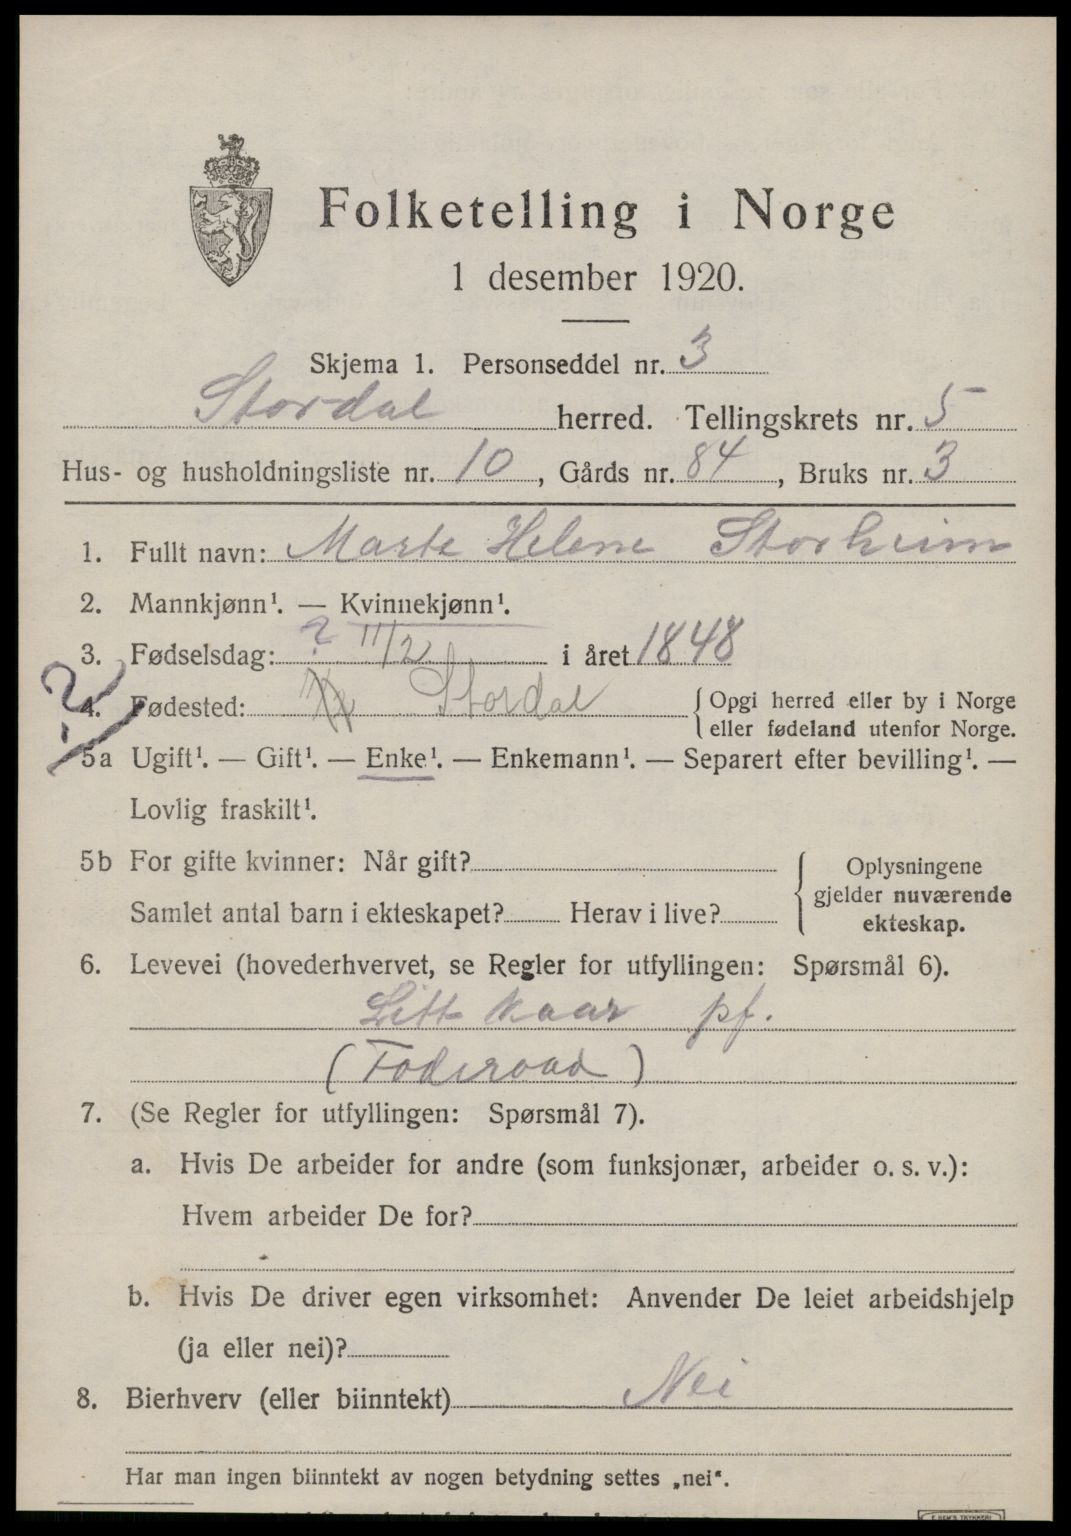 Folketelling i Norge
1 desember 1920.
Skjema 1. Personseddel nr. 3
Stordal herred. Tellingskrets nr. 5
Hus- og husholdningsliste nr. 10, Gårds nr. 84, Bruks nr. 3
1. Fullt navn: Marte Helene Storheim
2. Mannkjønn¹. — Kvinnekjønn¹.
3. Fødselsdag: ? 11/2 i året 1848
4. Fødested: Stordal { Opgi herred eller by i Norge
eller fødeland utenfor Norge.
5a Ugift¹. — Gift¹. — Enke¹. — Enkemann¹. — Separert efter bevilling¹. —
Lovlig fraskilt¹.
5b For gifte kvinner: Når gift? { Oplysningene
gjelder nuværende
ekteskap.
Samlet antal barn i ekteskapet? Herav i live?
6. Levevei (hovederhvervet, se Regler for utfyllingen: Spørsmål 6).
Litt kaar pf.
(Foderaad)
7. (Se Regler for utfyllingen: Spørsmål 7).
a. Hvis De arbeider for andre (som funksjonær, arbeider o. s. v.):
Hvem arbeider De for?
b. Hvis De driver egen virksomhet: Anvender De leiet arbeidshjelp
(ja eller nei)?
8. Bierhverv (eller biinntekt) Nei
Har man ingen biinntekt av nogen betydning settes „nei“.